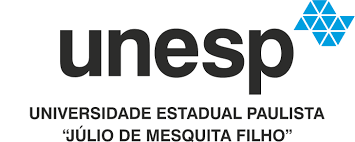 unesp
UNIVERSIDADE ESTADUAL PAULISTA
“JÚLIO DE MESQUITA FILHO”